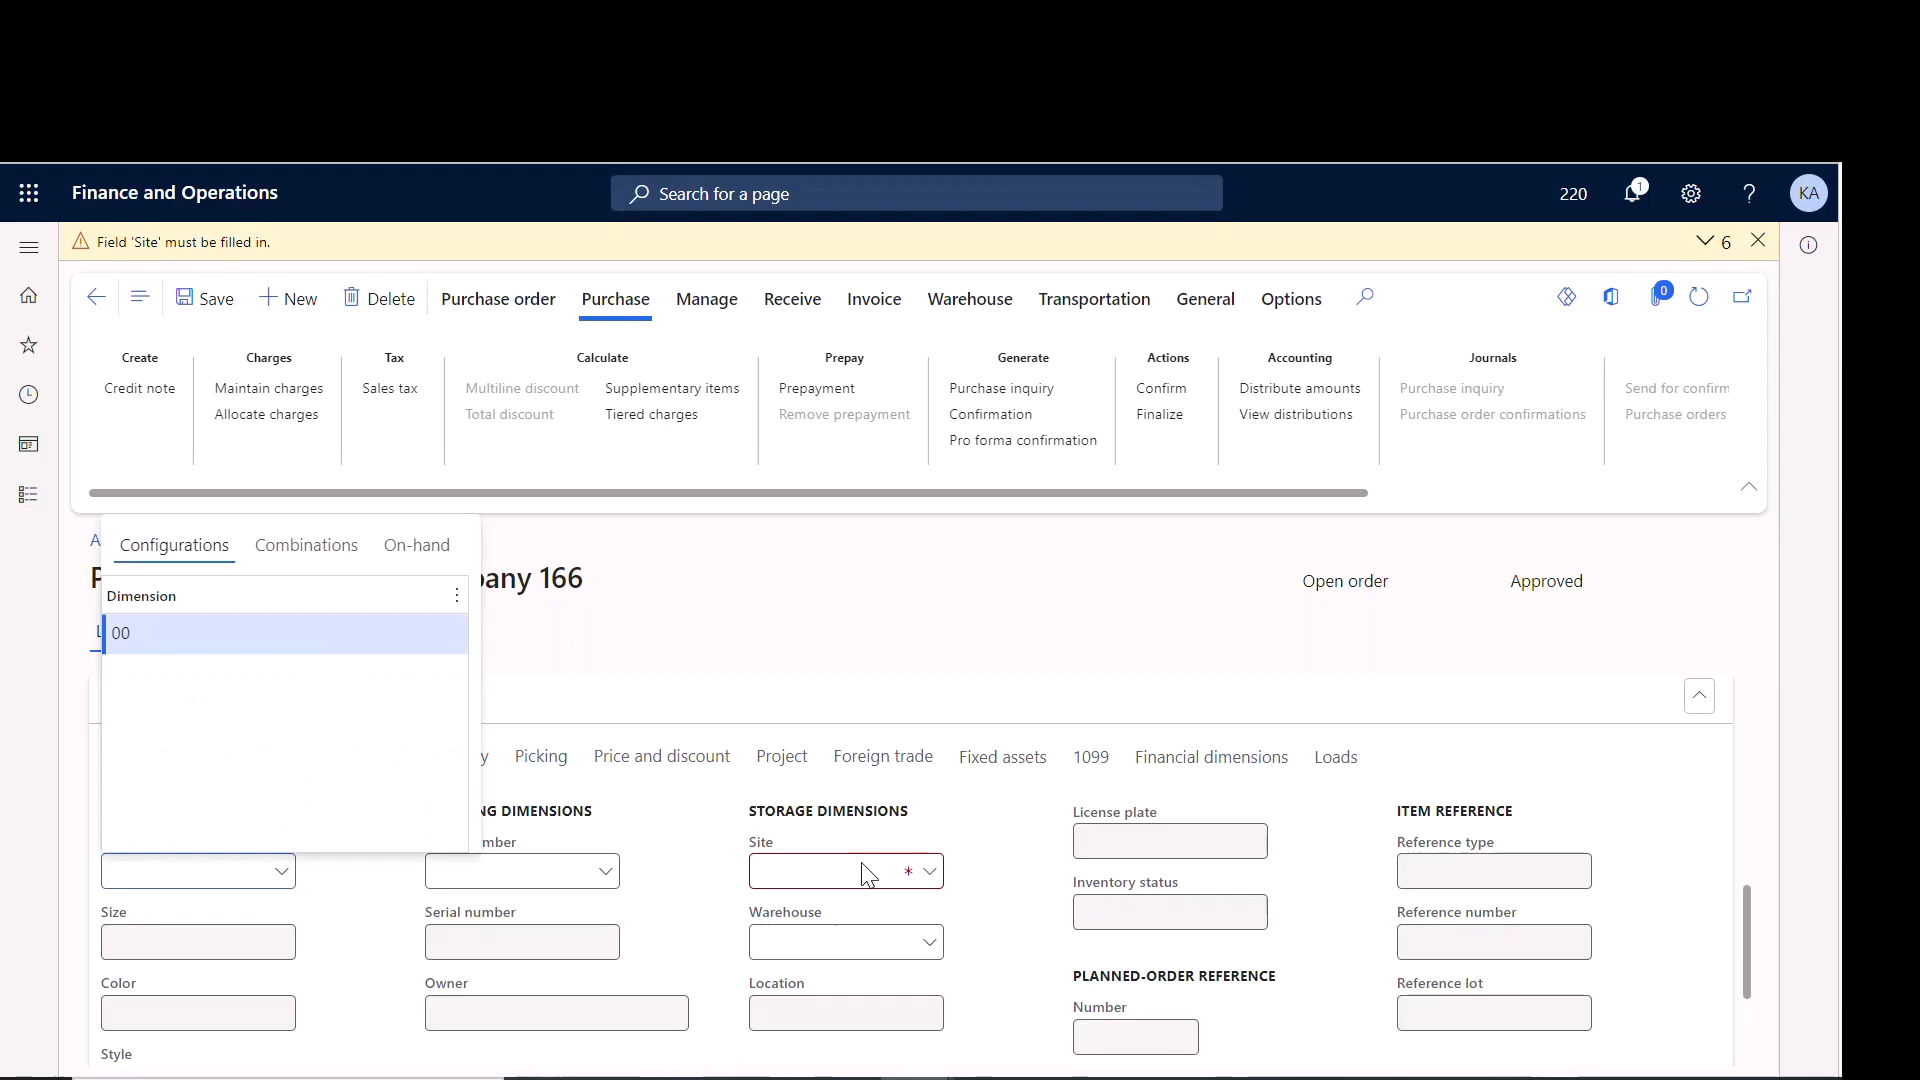 Finance and Operations
Search for a page
220
1
KA
Field 'Site' must be filled in.
6
Save
New
Delete
Purchase order
Purchase
Manage
Receive
Invoice
Warehouse
Transportation
General
Options
0
Create
Charges
Tax
Calculate
Prepay
Generate
Actions
Accounting
Journals
Credit note
Maintain charges
Sales tax
Multiline discount
Supplementary items
Prepayment
Purchase inquiry
Confirm
Distribute amounts
Purchase inquiry
Send for confirm
Allocate charges
Total discount
Tiered charges
Remove prepayment
Confirmation
Finalize
View distributions
Purchase order confirmations
Purchase orders
Pro forma confirmation
A
Configurations
Combinations
On-hand
P
pany 166
Open order
Approved
Dimension
L
00
y
Picking
Price and discount
Project
Foreign trade
Fixed assets
1099
Financial dimensions
Loads
NG DIMENSIONS
STORAGE DIMENSIONS
License plate
ITEM REFERENCE
mber
Site
Reference type
*
Inventory status
Size
Serial number
Warehouse
Reference number
PLANNED-ORDER REFERENCE
Color
Owner
Location
Reference lot
Number
Style